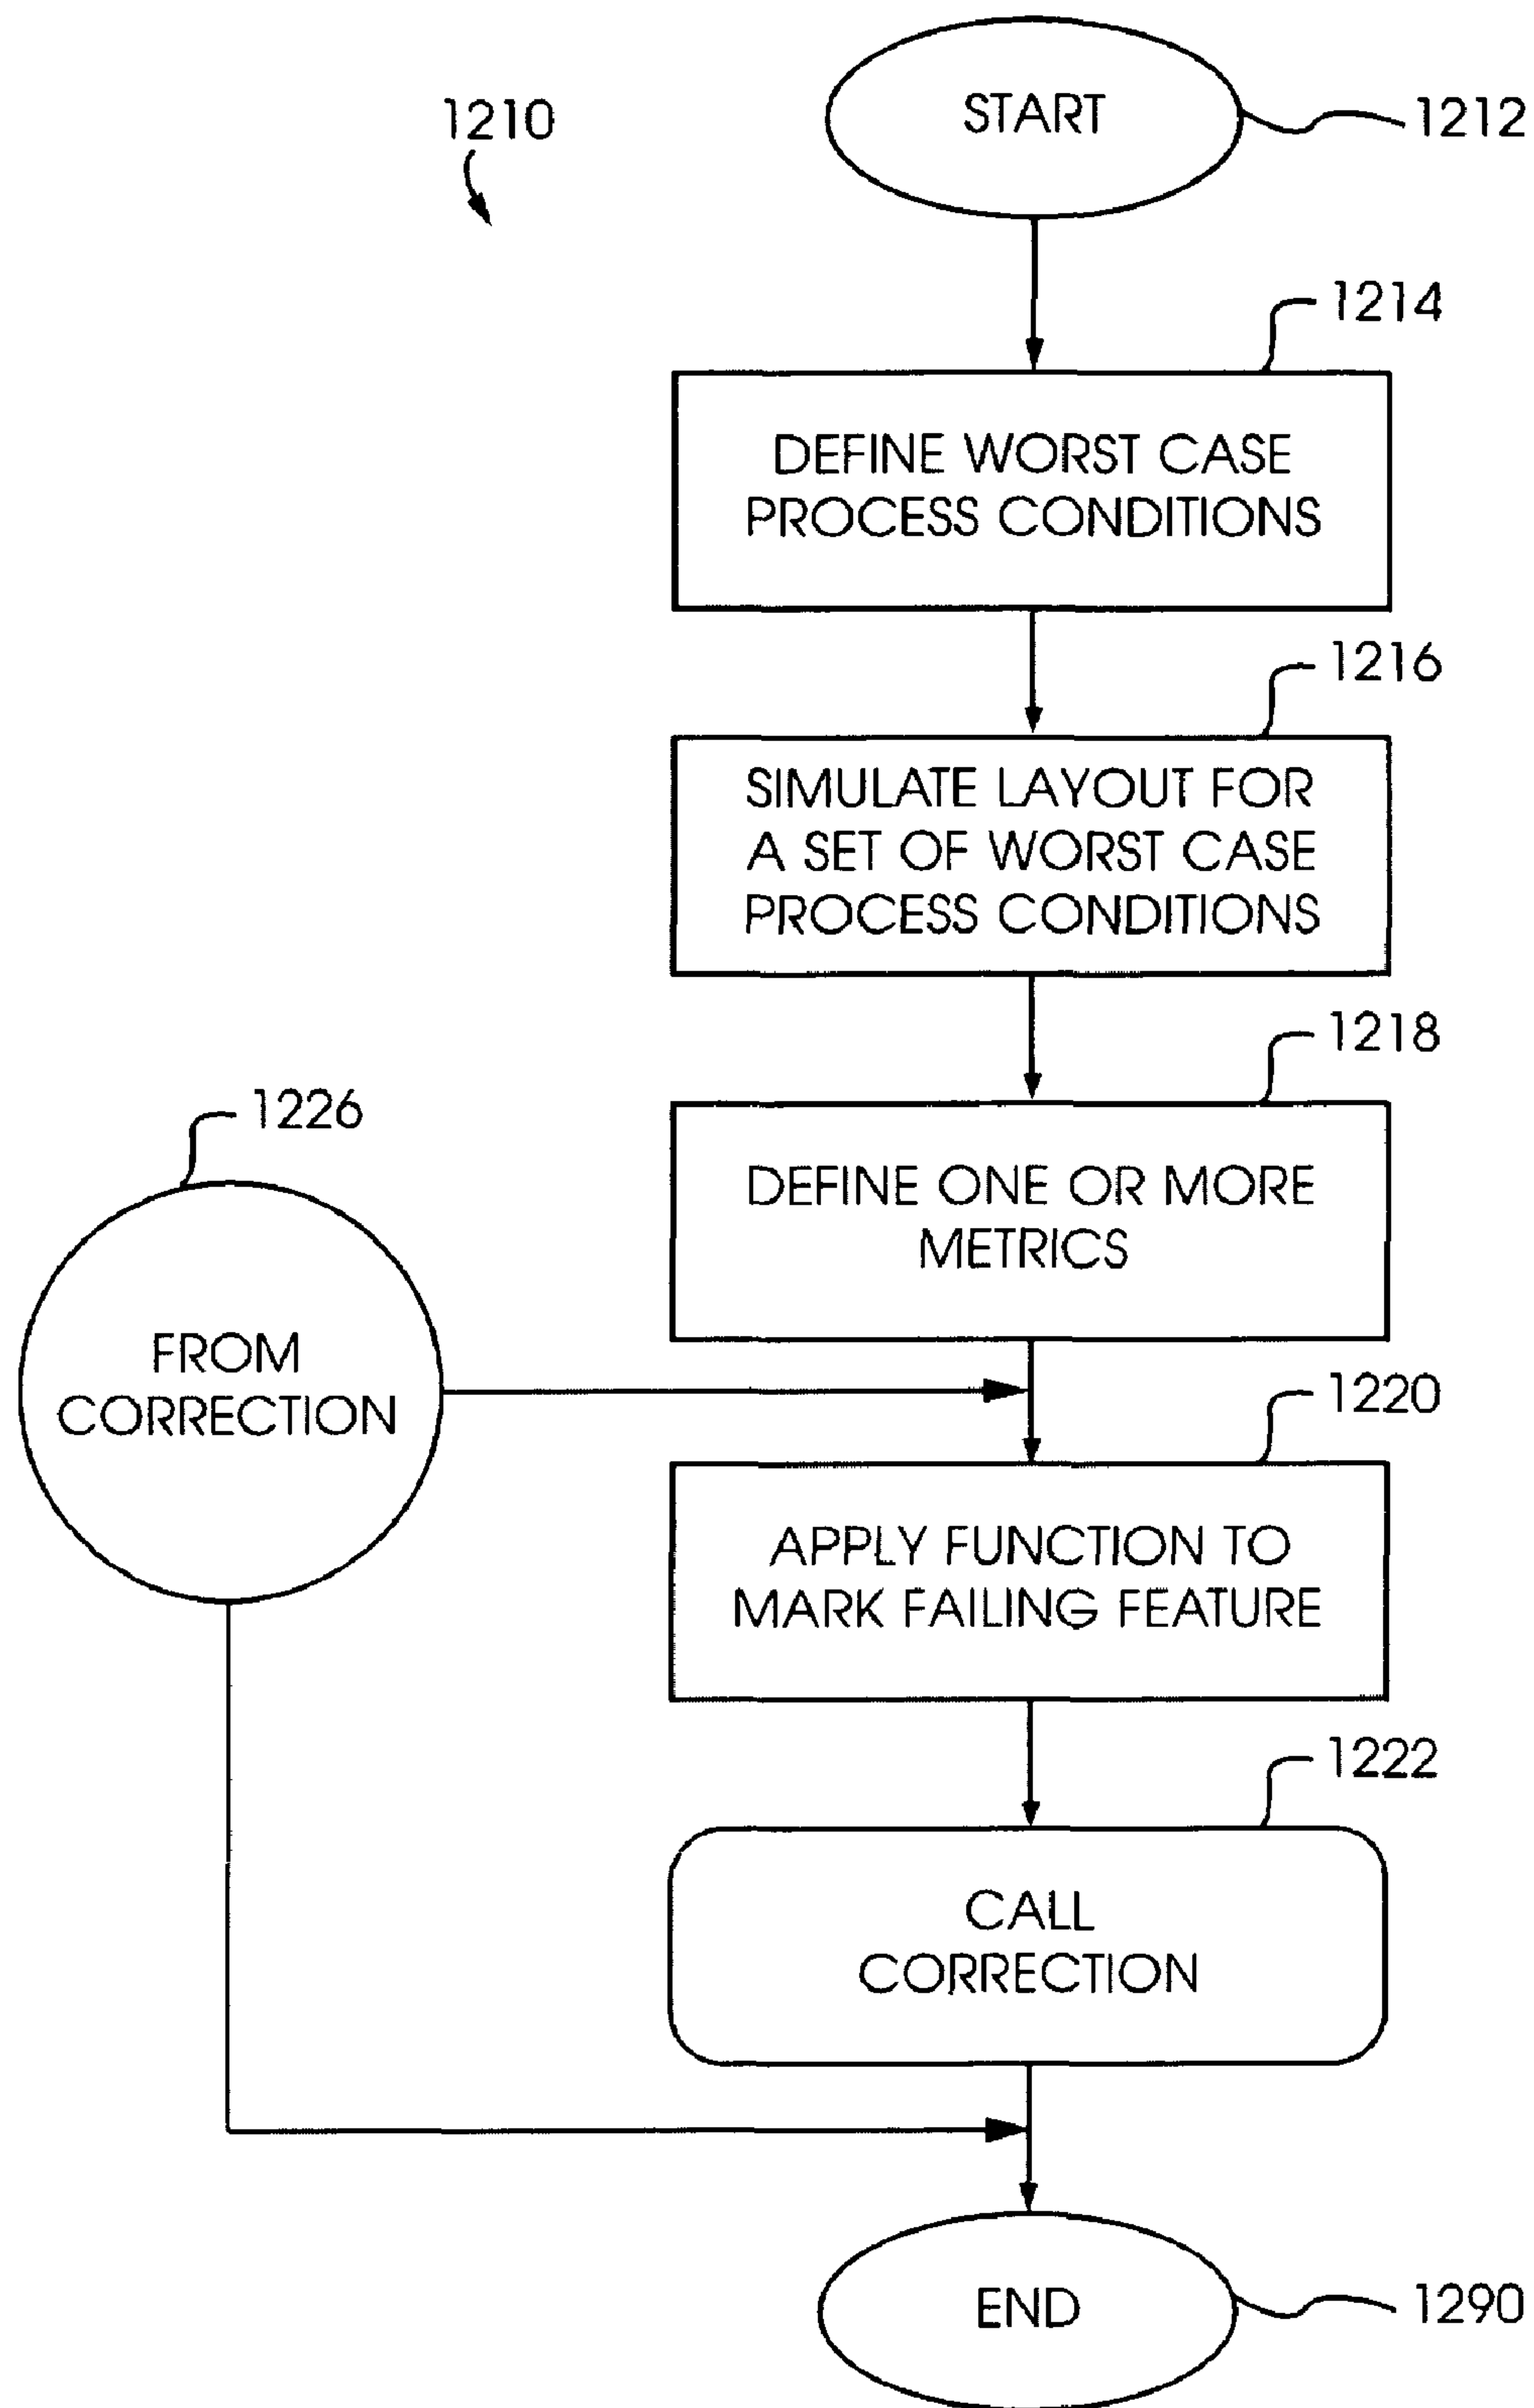 1210
START
1212
1214
DEFINE WORST CASE
PROCESS CONDITIONS
1216
SIMULATE LAYOUT FOR
A SET OF WORST CASE
PROCESS CONDITIONS
1218
DEFINE ONE OR MORE
METRICS
1226
FROM
CORRECTION
1220
APPLY FUNCTION TO
MARK FAILING FEATURE
1222
CALL
CORRECTION
END
1290